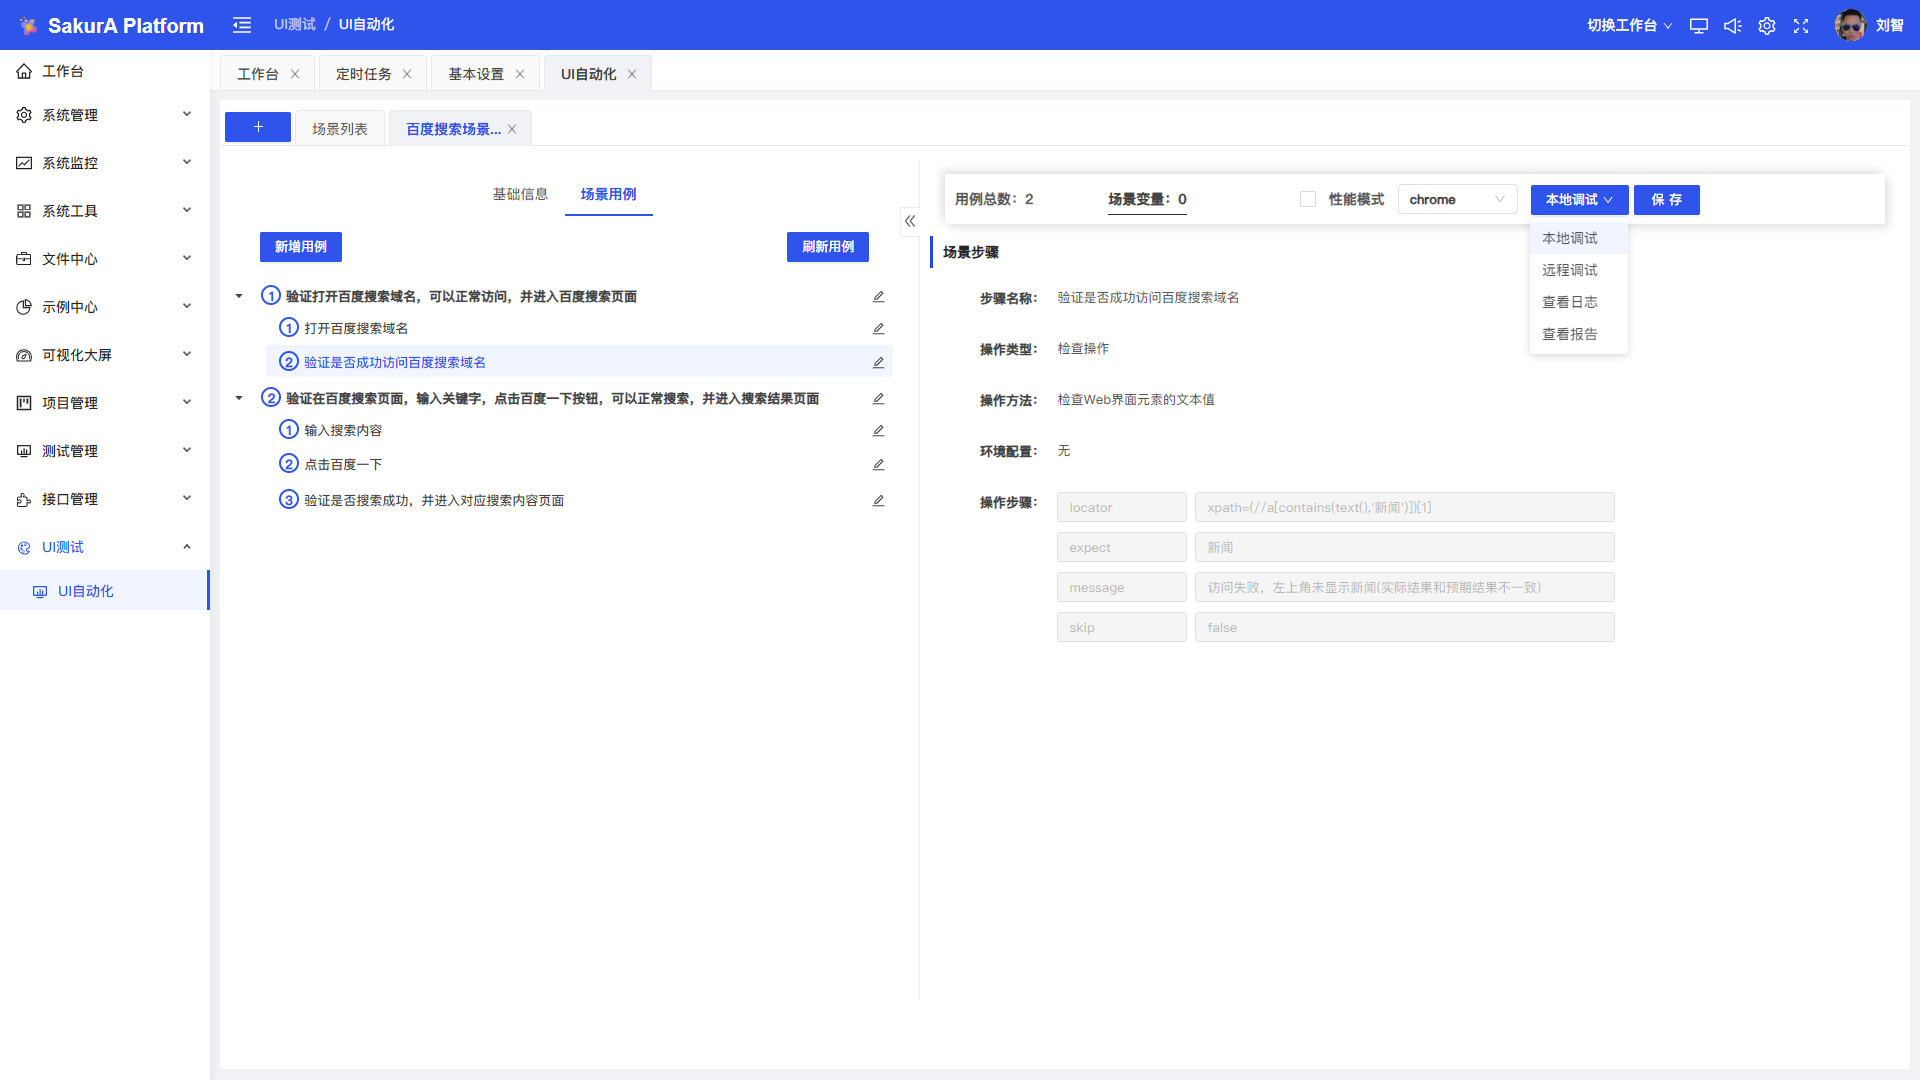 SakurA Platform
UI测试 / UI自动化
切换工作台
刘智
工作台
系统管理
系统监控
系统工具
文件中心
示例中心
可视化大屏
项目管理
测试管理
接口管理
UI测试
UI自动化
工作台
定时任务
基本设置
UI自动化
+
场景列表
百度搜索场景...
基础信息
场景用例
新增用例
刷新用例
1 验证打开百度搜索域名，可以正常访问，并进入百度搜索页面
1 打开百度搜索域名
2 验证是否成功访问百度搜索域名
2 验证在百度搜索页面，输入关键字，点击百度一下按钮，可以正常搜索，并进入搜索结果页面
1 输入搜索内容
2 点击百度一下
3 验证是否搜索成功，并进入对应搜索内容页面
用例总数：2
场景变量：0
性能模式
chrome
本地调试
保 存
本地调试
远程调试
查看日志
查看报告
场景步骤
步骤名称： 验证是否成功访问百度搜索域名
操作类型： 检查操作
操作方法： 检查Web界面元素的文本值
环境配置： 无
操作步骤： locator xpath=(//a[contains(text(),'新闻')])[1]
expect 新闻
message 访问失败，左上角未显示新闻(实际结果和预期结果不一致)
skip false